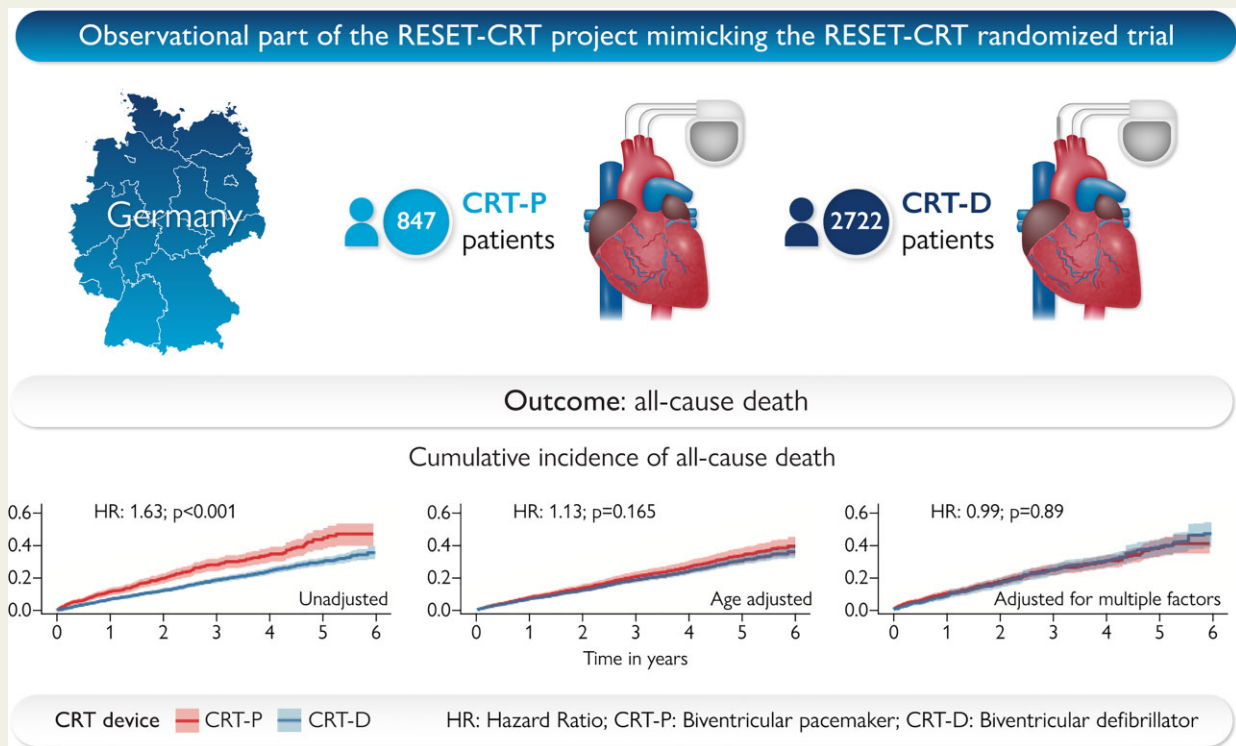 Observational part of the RESET-CRT project mimicking the RESET-CRT randomized trial
Germany
847
CRT-P
patients
2722
CRT-D
patients
Outcome: all-cause death
Cumulative incidence of all-cause death
0.6
0.4
0.2
0.0
HR: 1.63; p<0.001
Unadjusted
0 1 2 3 4 5 6
0.6
0.4
0.2
0.0
HR: 1.13; p=0.165
Age adjusted
0 1 2 3 4 5 6
0.6
0.4
0.2
0.0
HR: 0.99; p=0.89
Adjusted for multiple factors
0 1 2 3 4 5 6
Time in years
CRT device CRT-P CRT-D HR: Hazard Ratio; CRT-P: Biventricular pacemaker; CRT-D: Biventricular defibrillator